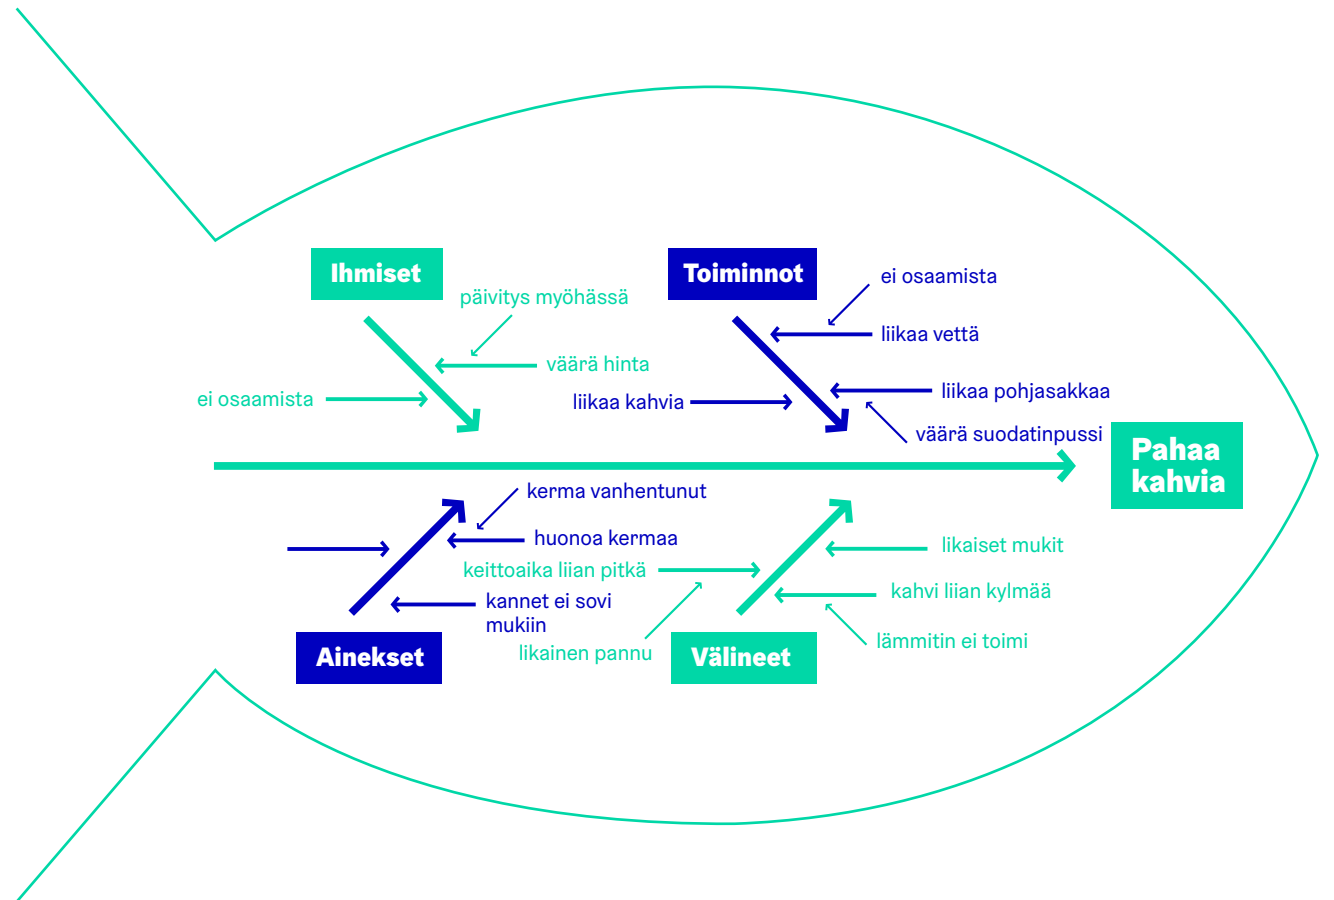 Ihmiset
Toiminnot
päivitys myöhässä
ei osaamista
liikaa vettä
väärä hinta
ei osaamista
liikaa kahvia
liikaa pohjasakkaa
väärä suodatinpussi
Pahaa
kahvia
kerma vanhentunut
huonoa kermaa
likaiset mukit
keittoaika liian pitkä
kahvi liian kylmää
kannet ei sovi
mukiin
lämmitin ei toimi
likainen pannu
Ainekset
Välineet